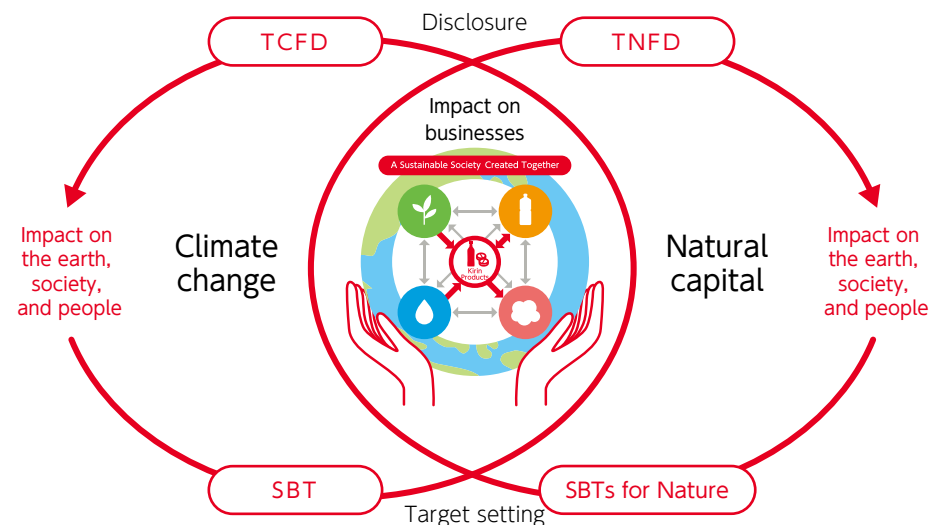 Disclosure
TCFD
TNFD
Impact on
businesses
A Sustainable Society Created Together
Impact on
the earth,
society,
and people
Climate
change
Kirin
Products
Natural
capital
Impact on
the earth,
society,
and people
SBT
SBTs for Nature
Target setting